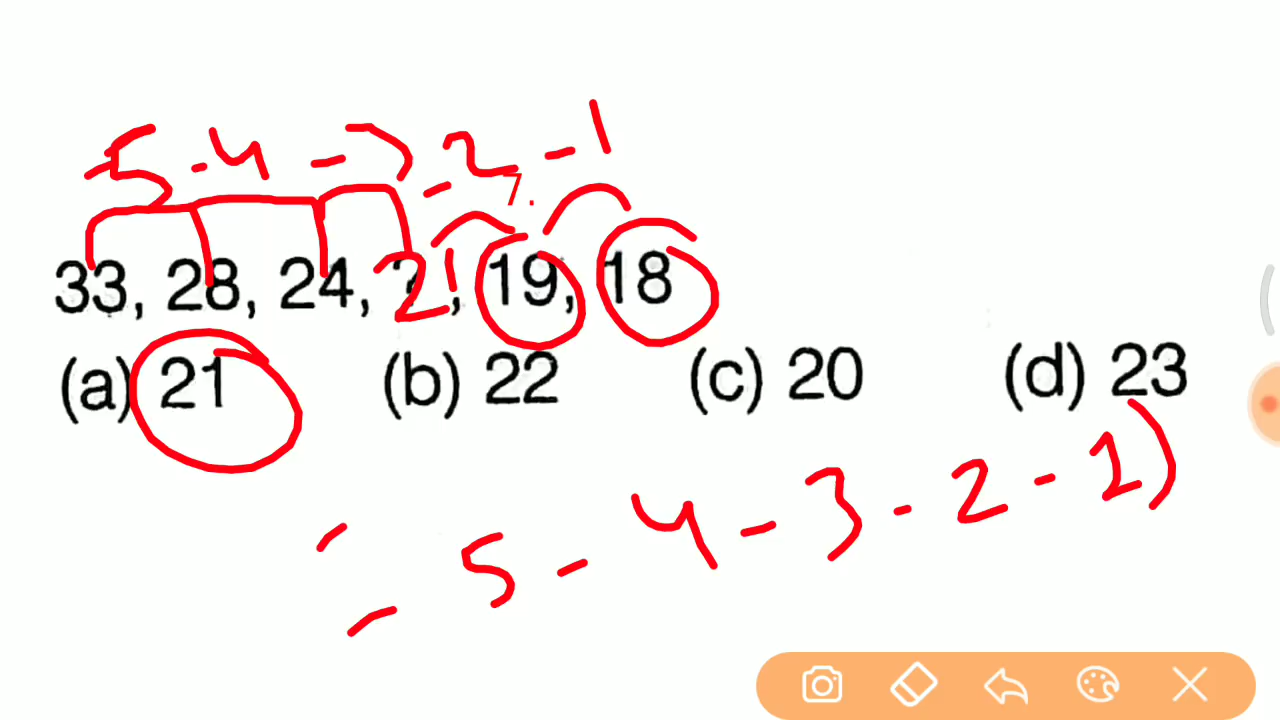 -5 -4 -3 -2 -1
?.
33, 28, 24, 21, 19, 18
(a) 21 (b) 22 (c) 20 (d) 23
= 5 - 4 - 3 - 2 - 1)